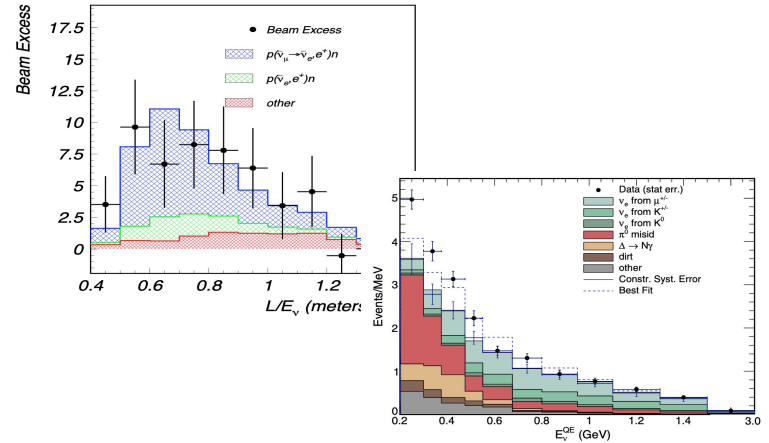 Beam Excess
17.5
15
12.5
10
7.5
5
2.5
0
Beam Excess
p(ν̄μ→ν̄e,e⁺)n
p(ν̄e,e⁺)n
other
0.4 0.6 0.8 1 1.2
L/Eν (meters
Events/MeV
5
4
3
2
1
0
Data (stat err.)
νe from μ+/-
νe from K+/-
νe from K0
π0 misid
Δ → Nγ
dirt
other
Constr. Syst. Error
Best Fit
0.2 0.4 0.6 0.8 1.0 1.2 1.4 3.0
EνQE (GeV)